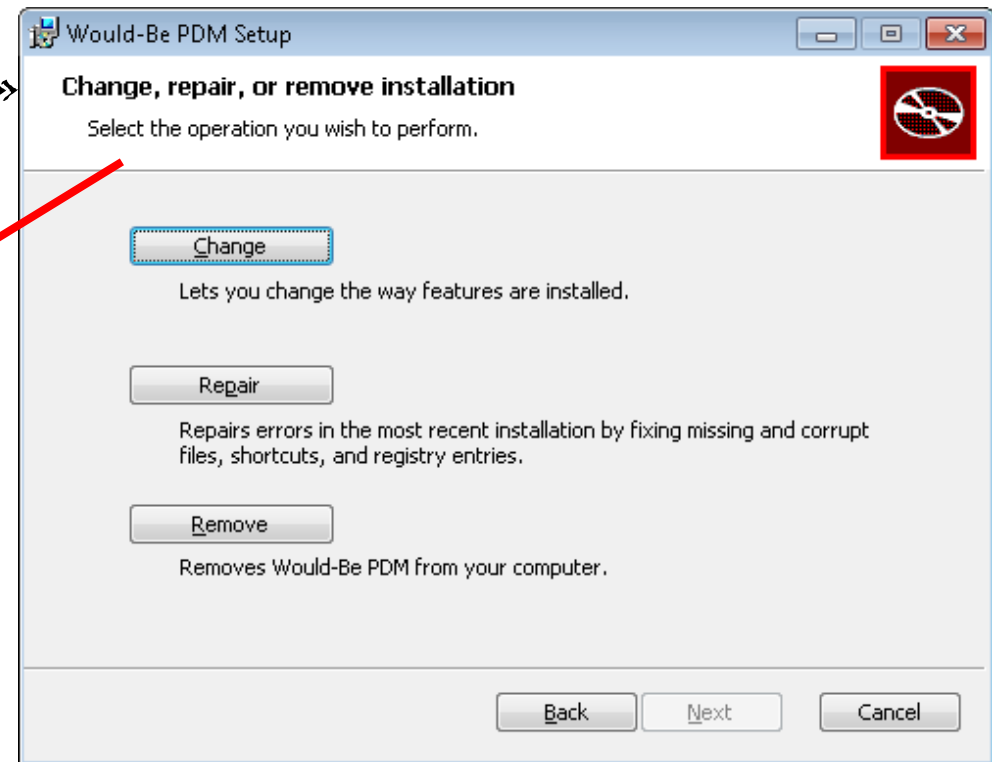 Would-Be PDM Setup
Change, repair, or remove installation
Select the operation you wish to perform.
Change
Lets you change the way features are installed.
Repair
Repairs errors in the most recent installation by fixing missing and corrupt
files, shortcuts, and registry entries.
Remove
Removes Would-Be PDM from your computer.
Back Next Cancel